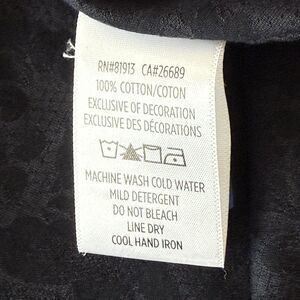 RN#81913 CA#26689
100% COTTON/COTON
EXCLUSIVE OF DECORATION
EXCLUSIVE DES DÉCORATIONS
MACHINE WASH COLD WATER
MILD DETERGENT
DO NOT BLEACH
LINE DRY
COOL HAND IRON